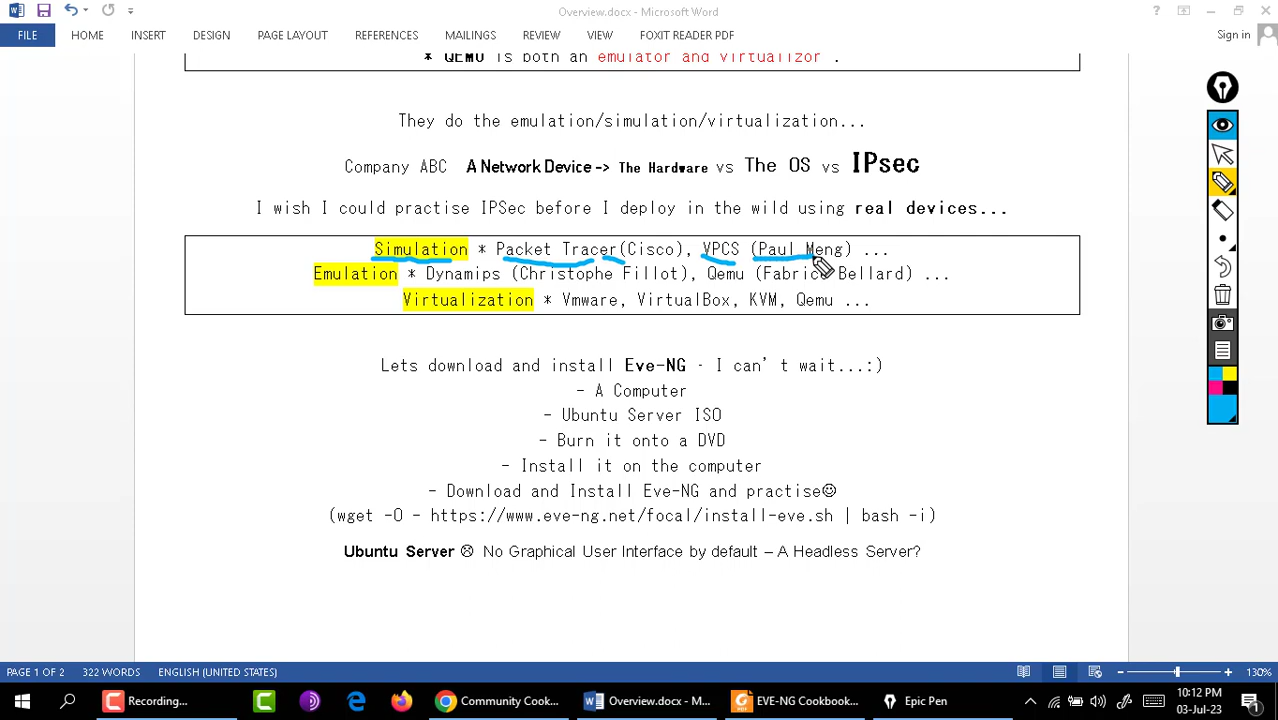 Overview.docx - Microsoft Word
Sign in
FILE HOME INSERT DESIGN PAGE LAYOUT REFERENCES MAILINGS REVIEW VIEW FOXIT READER PDF
* QEMU is both an emulator and virtualizor .
They do the emulation/simulation/virtualization...
Company ABC A Network Device -> The Hardware vs The OS vs IPsec
I wish I could practise IPSec before I deploy in the wild using real devices...
Simulation * Packet Tracer(Cisco), VPCS (Paul Meng) ...
Emulation * Dynamips (Christophe Fillot), Qemu (Fabrice Bellard) ...
Virtualization * Vmware, VirtualBox, KVM, Qemu ...
Lets download and install Eve-NG - I can't wait...:)
- A Computer
- Ubuntu Server ISO
- Burn it onto a DVD
- Install it on the computer
- Download and Install Eve-NG and practise☺
(wget -O - https://www.eve-ng.net/focal/install-eve.sh | bash -i)
Ubuntu Server ☹ No Graphical User Interface by default – A Headless Server?
PAGE 1 OF 2 322 WORDS ENGLISH (UNITED STATES) 130%
Recording... Community Cook... Overview.docx - M... EVE-NG Cookbook... Epic Pen
10:12 PM
03-Jul-23